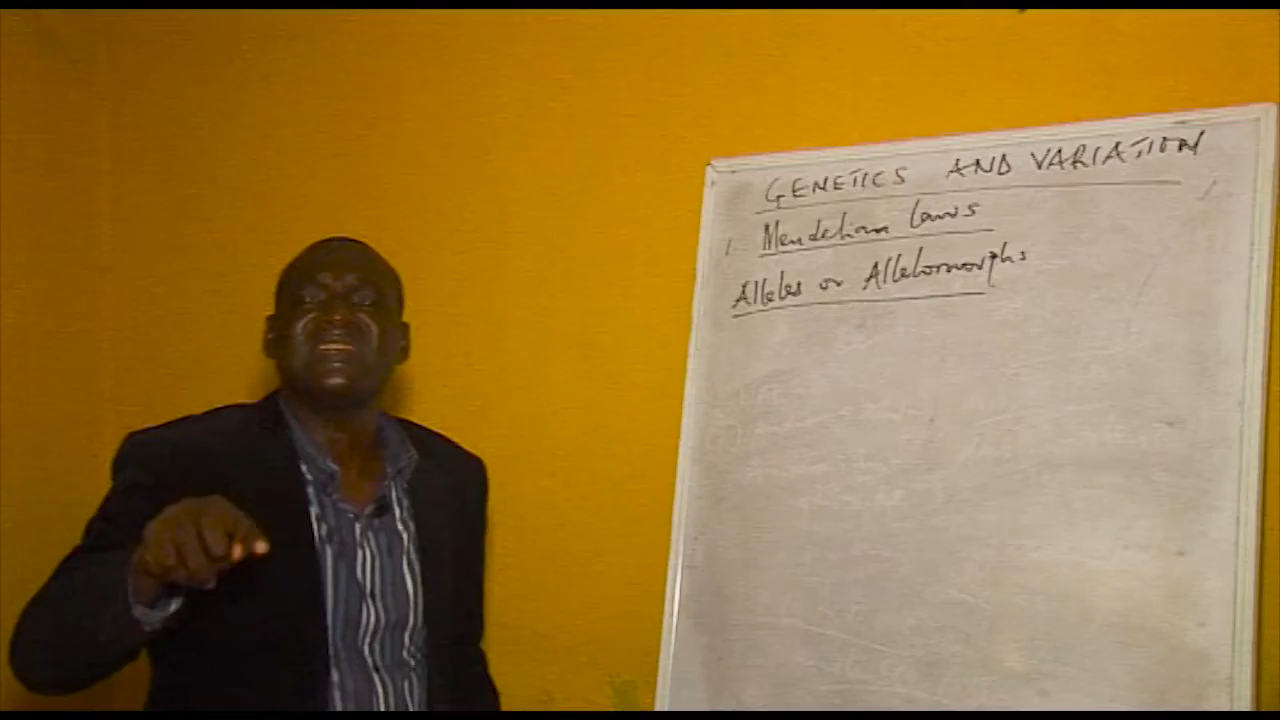 GENETICS AND VARIATION
1. Mendelian Laws
Alleles or Allelomorphs